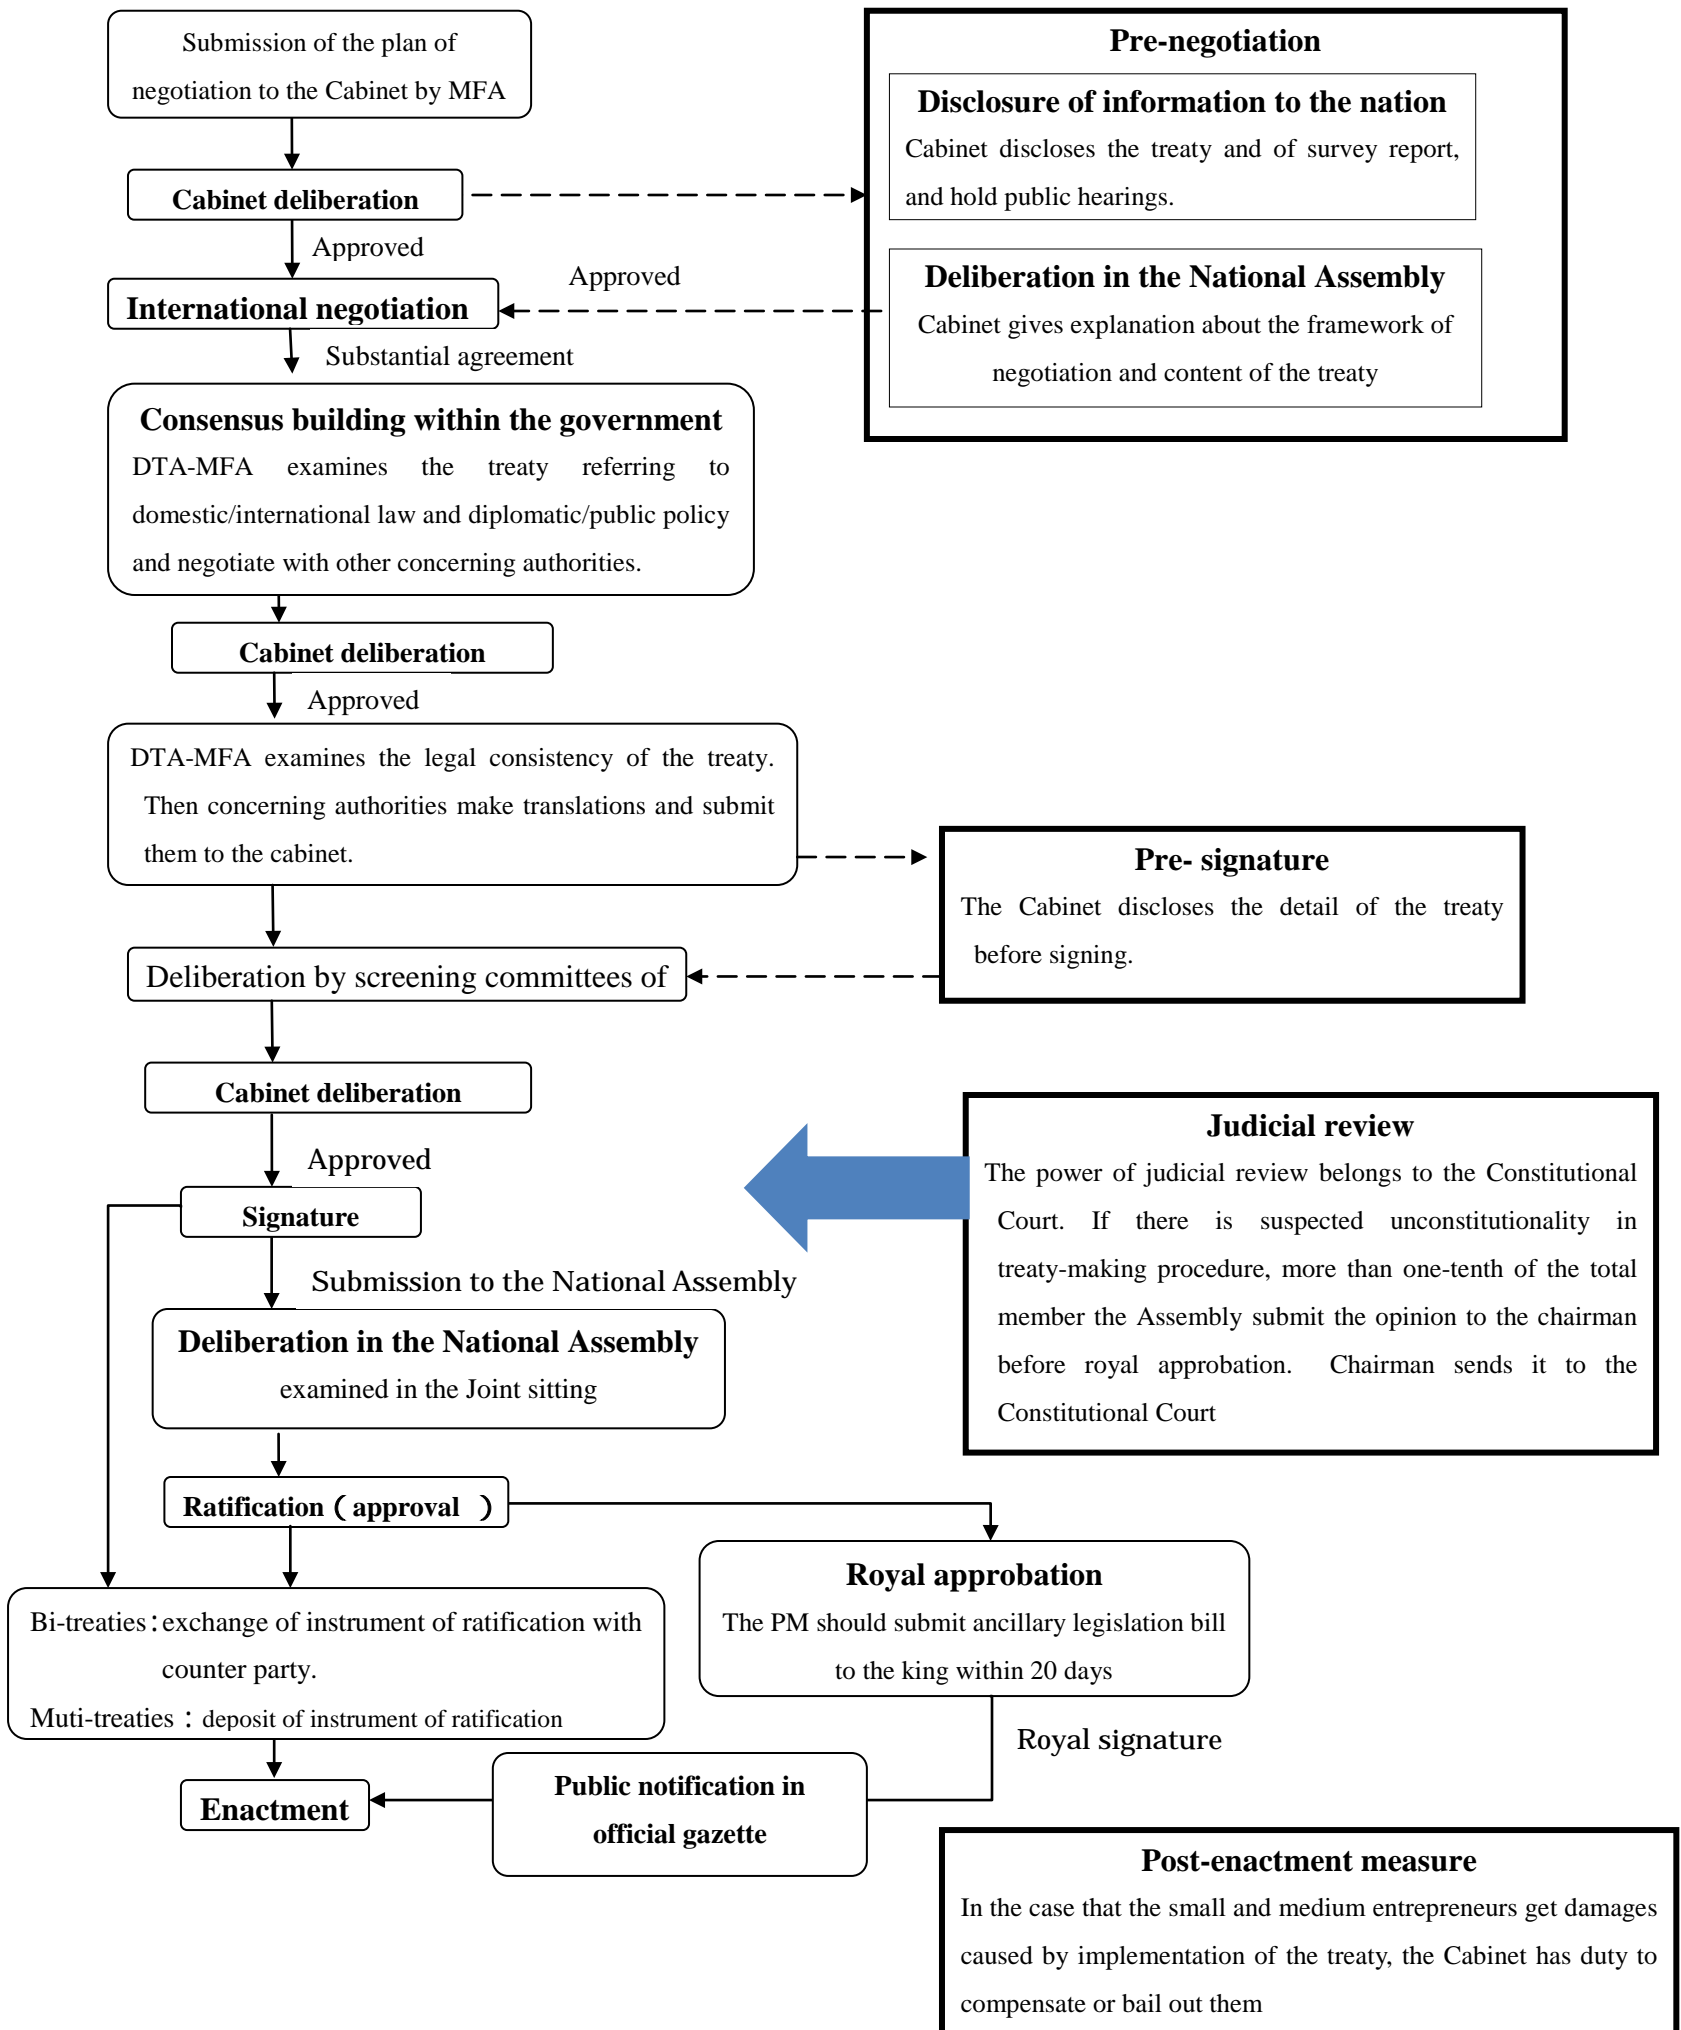 Submission of the plan of
negotiation to the Cabinet by MFA
Cabinet deliberation
Approved
International negotiation
Approved
Substantial agreement
Pre-negotiation
Disclosure of information to the nation
Cabinet discloses the treaty and of survey report,
and hold public hearings.
Deliberation in the National Assembly
Cabinet gives explanation about the framework of
negotiation and content of the treaty
Consensus building within the government
DTA-MFA examines the treaty referring to
domestic/international law and diplomatic/public policy
and negotiate with other concerning authorities.
Cabinet deliberation
Approved
DTA-MFA examines the legal consistency of the treaty.
Then concerning authorities make translations and submit
them to the cabinet.
Pre- signature
The Cabinet discloses the detail of the treaty
before signing.
Deliberation by screening committees of
Cabinet deliberation
Approved
Signature
Submission to the National Assembly
Judicial review
The power of judicial review belongs to the Constitutional
Court. If there is suspected unconstitutionality in
treaty-making procedure, more than one-tenth of the total
member the Assembly submit the opinion to the chairman
before royal approbation. Chairman sends it to the
Constitutional Court
Deliberation in the National Assembly
examined in the Joint sitting
Ratification（approval ）
Royal approbation
The PM should submit ancillary legislation bill
to the king within 20 days
Bi-treaties：exchange of instrument of ratification with
counter party.
Muti-treaties：deposit of instrument of ratification
Royal signature
Public notification in
official gazette
Enactment
Post-enactment measure
In the case that the small and medium entrepreneurs get damages
caused by implementation of the treaty, the Cabinet has duty to
compensate or bail out them